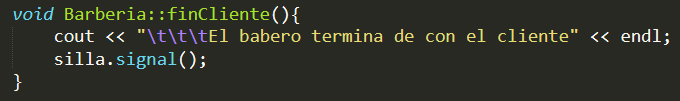 void Barberia::finCliente(){
    cout << "\t\t\tEl babero termina de con el cliente" << endl;
    silla.signal();
}